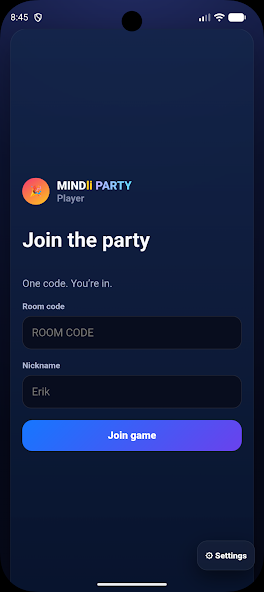 8:45
MINDli PARTY
Player
Join the party
One code. You're in.
Room code
ROOM CODE
Nickname
Erik
Join game
Settings